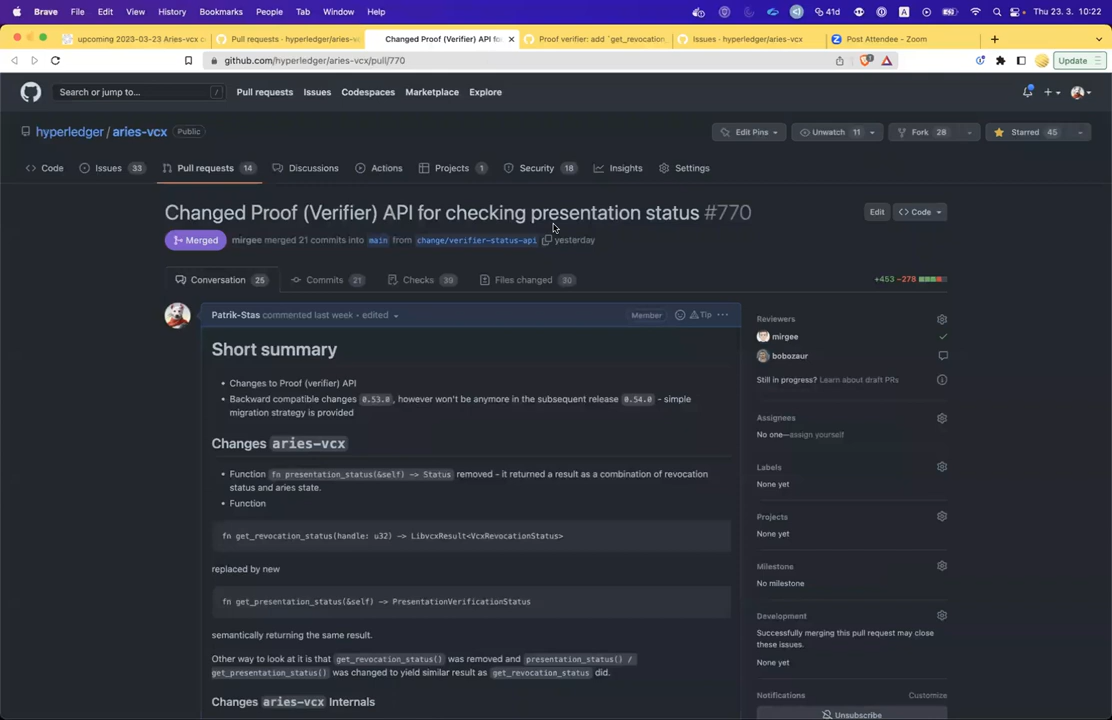 Brave File Edit View History Bookmarks People Tab Window Help 41d A Thu 23. 3. 10:22
upcoming 2023-03-23 Aries-vcx c Pull requests · hyperledger/aries-v Changed Proof (Verifier) API fo Proof verifier: add `get_revocation_ Issues · hyperledger/aries-vcx Post Attendee - Zoom
github.com/hyperledger/aries-vcx/pull/770 Update
Search or jump to... / Pull requests Issues Codespaces Marketplace Explore
hyperledger / aries-vcx Public Edit Pins Unwatch 11 Fork 28 Starred 45
Code Issues 33 Pull requests 14 Discussions Actions Projects 1 Security 18 Insights Settings
Changed Proof (Verifier) API for checking presentation status #770 Edit Code
Merged mirgee merged 21 commits into main from change/verifier-status-api yesterday
Conversation 25 Commits 21 Checks 39 Files changed 30 +453 −278
Patrik-Stas commented last week • edited Member Tip
Reviewers
mirgee
bobozaur
Still in progress? Learn about draft PRs
Assignees
No one—assign yourself
Labels
None yet
Projects
None yet
Milestone
No milestone
Development
Successfully merging this pull request may close
these issues.
None yet
Notifications Customize
Unsubscribe
Short summary
• Changes to Proof (verifier) API
• Backward compatible changes 0.53.0, however won't be anymore in the subsequent release 0.54.0 - simple
migration strategy is provided
Changes aries-vcx
• Function fn presentation_status(&self) -> Status removed - it returned a result as a combination of revocation
status and aries state.
• Function
fn get_revocation_status(handle: u32) -> LibvcxResult<VcxRevocationStatus>
replaced by new
fn get_presentation_status(&self) -> PresentationVerificationStatus
semantically returning the same result.
Other way to look at it is that get_revocation_status() was removed and presentation_status() /
get_presentation_status() was changed to yield similar result as get_revocation_status did.
Changes aries-vcx Internals